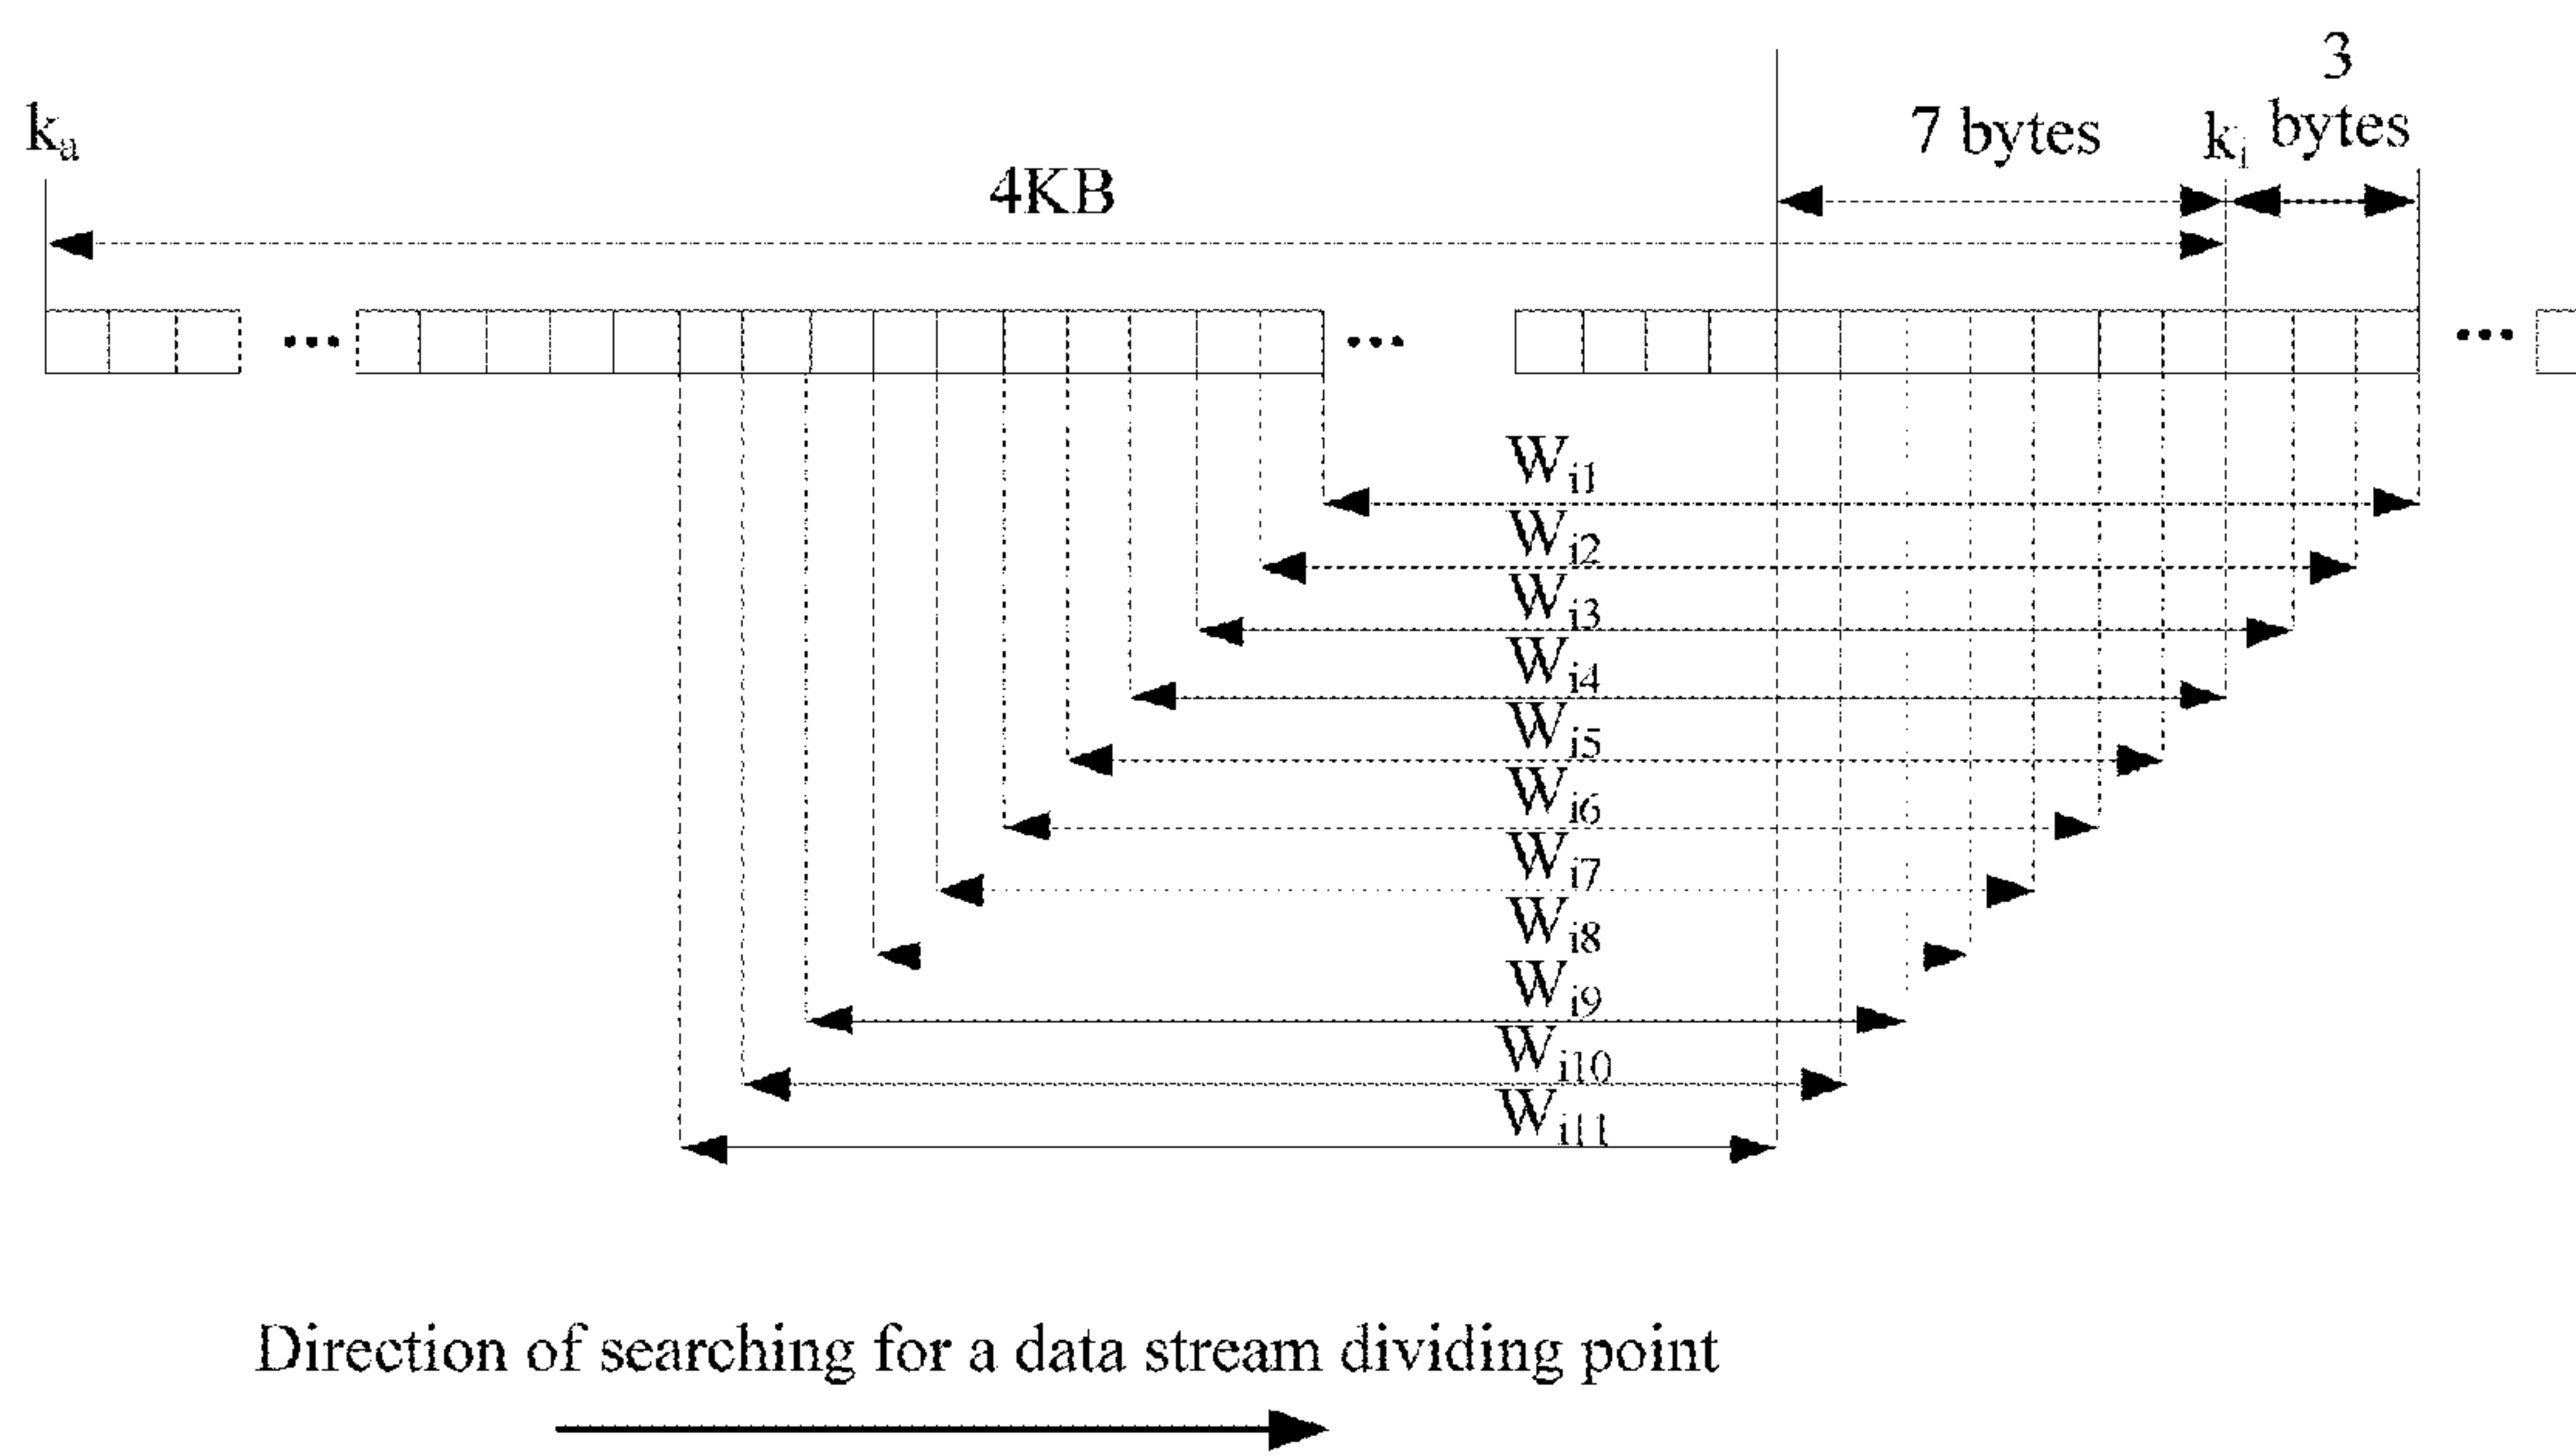 3
k_a 7 bytes k_i bytes
4KB
...
...
...
W_i1
W_i2
W_i3
W_i4
W_i5
W_i6
W_i7
W_i8
W_i9
W_i10
W_i11
Direction of searching for a data stream dividing point